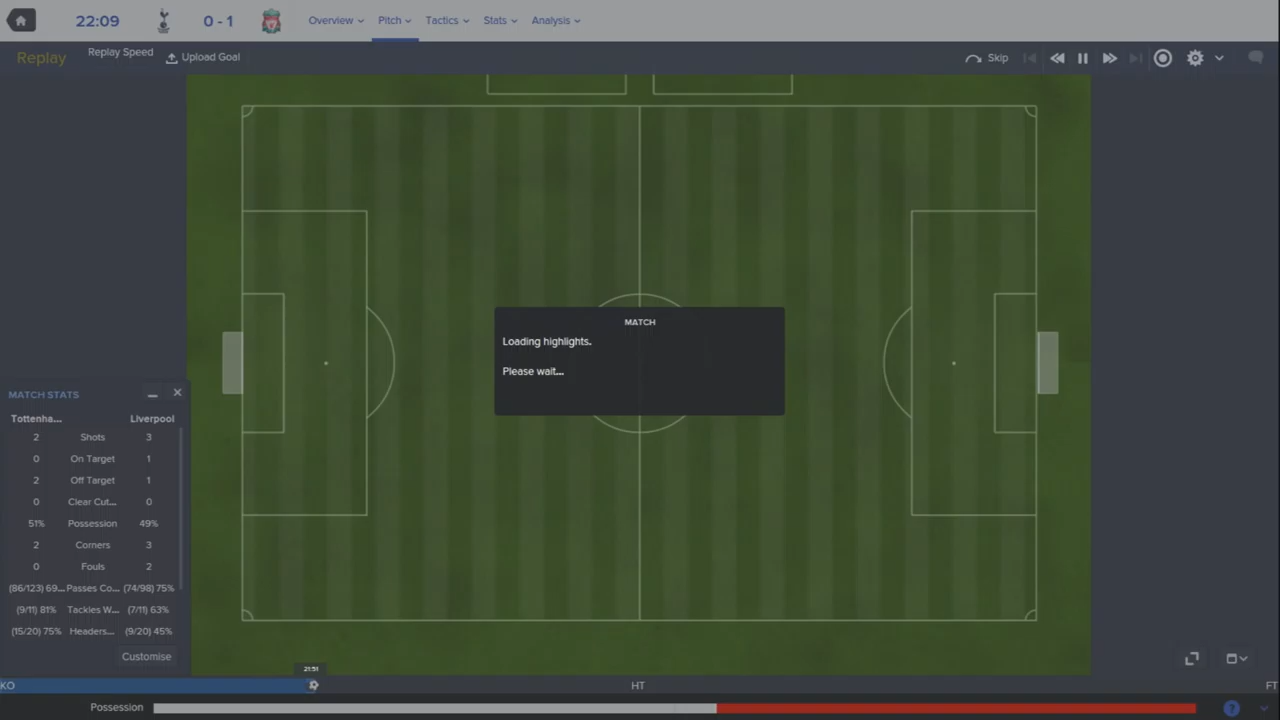 22:09 0 - 1 Overview Pitch Tactics Stats Analysis
Replay Replay Speed Upload Goal Skip
MATCH
Loading highlights.
Please wait...
MATCH STATS
Tottenha... Liverpool
2 Shots 3
0 On Target 1
2 Off Target 1
0 Clear Cut... 0
51% Possession 49%
2 Corners 3
0 Fouls 2
(86/123) 69... Passes Co... (74/98) 75%
(9/11) 81% Tackles W... (7/11) 63%
(15/20) 75% Headers... (9/20) 45%
Customise
21:51
KO HT FT
Possession ?